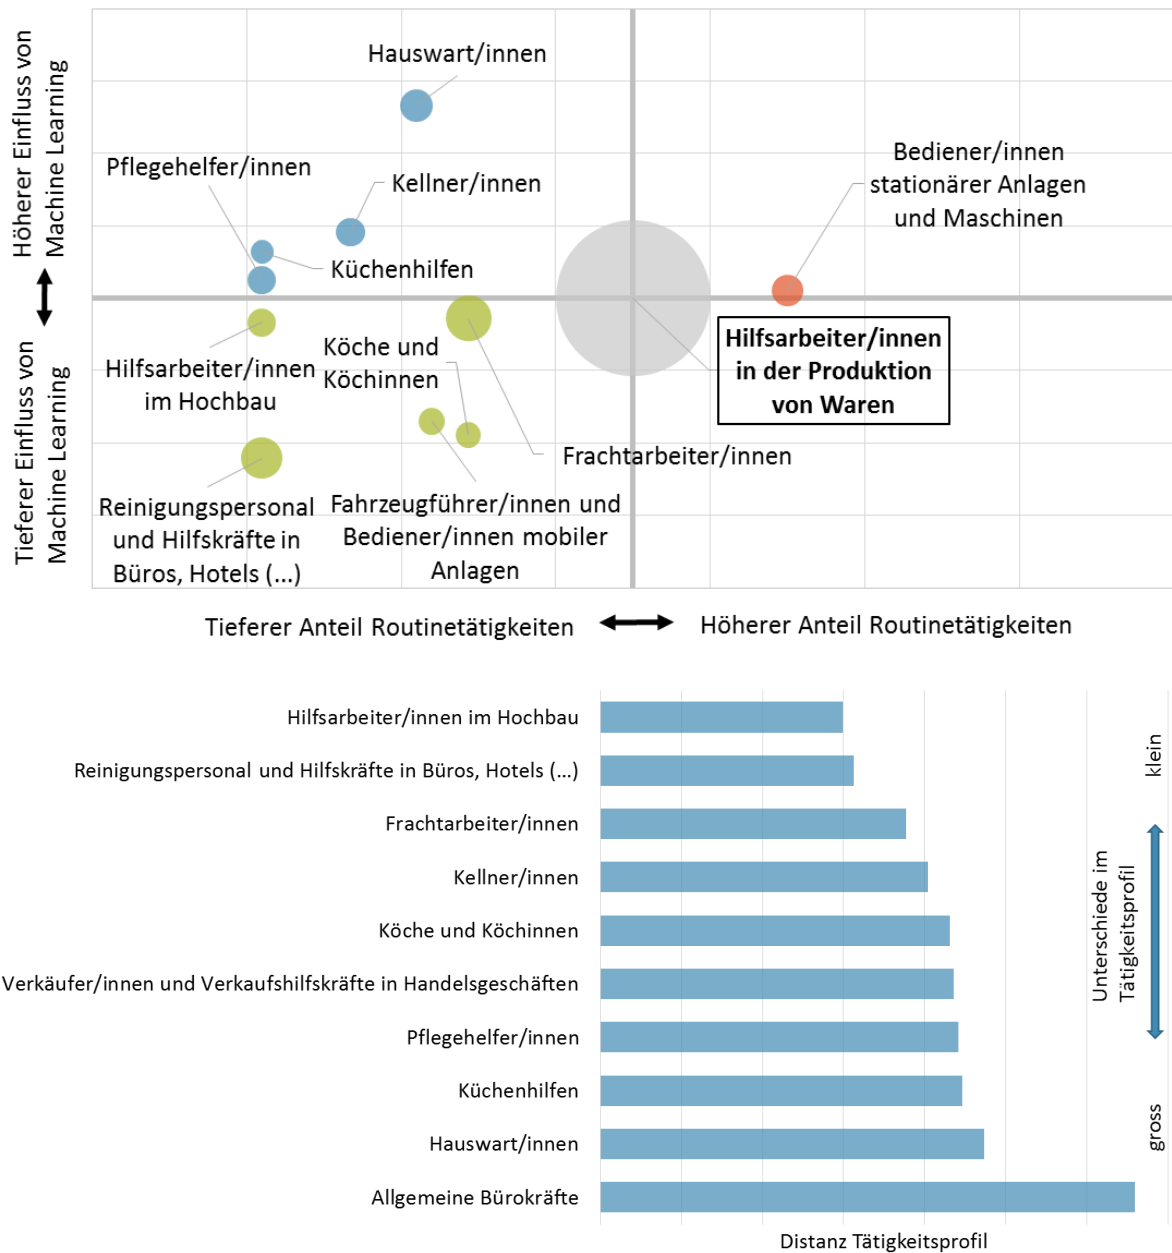 Höherer Einfluss von
Machine Learning
Tieferer Einfluss von
Machine Learning
Hauswart/innen
Pflegehelfer/innen
Kellner/innen
Küchenhilfen
Bediener/innen
stationärer Anlagen
und Maschinen
Hilfsarbeiter/innen
im Hochbau
Köche und
Köchinnen
Hilfsarbeiter/innen
in der Produktion
von Waren
Frachtarbeiter/innen
Reinigungspersonal
und Hilfskräfte in
Büros, Hotels (...)
Fahrzeugführer/innen und
Bediener/innen mobiler
Anlagen
Tieferer Anteil Routinetätigkeiten
Höherer Anteil Routinetätigkeiten
Hilfsarbeiter/innen im Hochbau
Reinigungspersonal und Hilfskräfte in Büros, Hotels (...)
Frachtarbeiter/innen
Kellner/innen
Köche und Köchinnen
Verkäufer/innen und Verkaufshilfskräfte in Handelsgeschäften
Pflegehelfer/innen
Küchenhilfen
Hauswart/innen
Allgemeine Bürokräfte
klein
Unterschiede im
Tätigkeitsprofil
gross
Distanz Tätigkeitsprofil